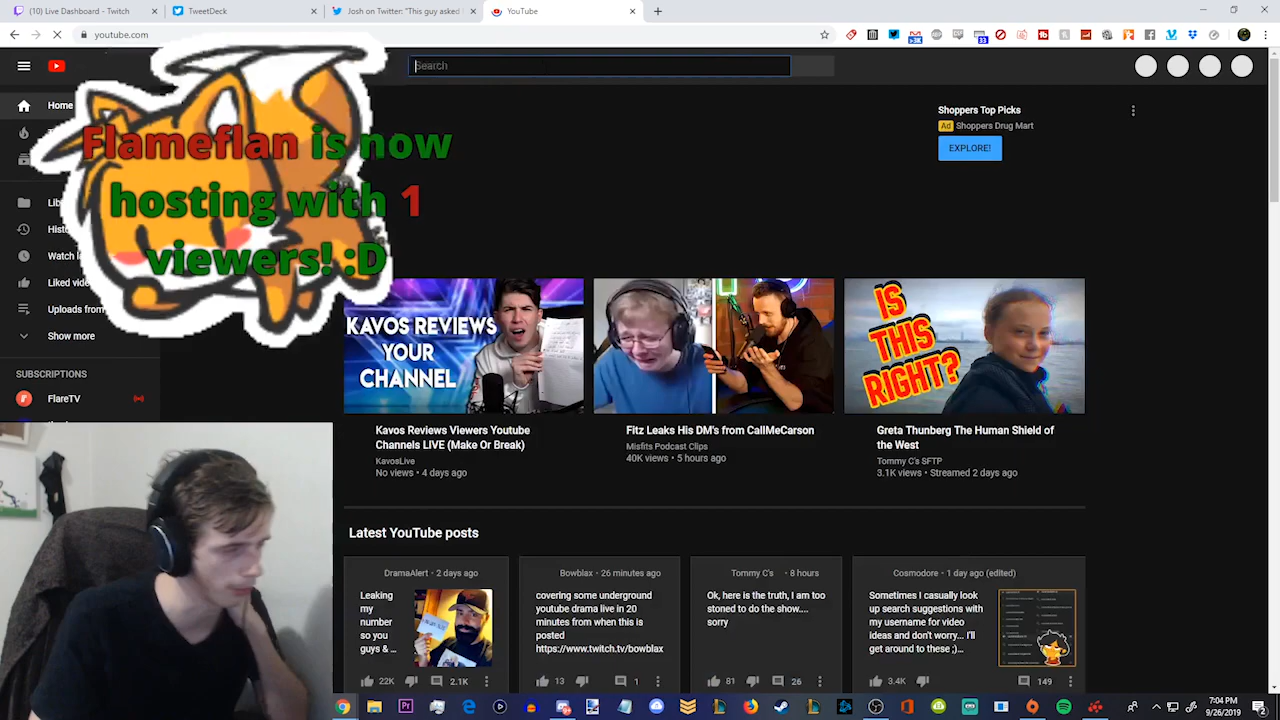 (10) Live Dashboard - Twitch
TweetDeck
Josh on Twitter: "This guy asked
YouTube
youtube.com
Search
Home
Shoppers Top Picks
Ad Shoppers Drug Mart
EXPLORE!
Flameflan is now
hosting with 1
viewers! :D
Lib
Histo
Watch l
Liked vide
Uploads from
Show more
SUBSCRIPTIONS
FlareTV
KAVOS REVIEWS
YOUR
CHANNEL
IS
THIS
RIGHT?
Kavos Reviews Viewers Youtube
Channels LIVE (Make Or Break)
KavosLive
No views • 4 days ago
Fitz Leaks His DM's from CallMeCarson
Misfits Podcast Clips
40K views • 5 hours ago
Greta Thunberg The Human Shield of
the West
Tommy C's SFTP
3.1K views • Streamed 2 days ago
Latest YouTube posts
DramaAlert • 2 days ago
Leaking
my
number
so you
guys & ...
22K
2.1K
Bowblax • 26 minutes ago
covering some underground
youtube drama live in 20
minutes from when this is
posted
https://www.twitch.tv/bowblax
13
1
Tommy C's • 8 hours
Ok, here is the truth, I am too
stoned to do the show....
sorry
81
26
Cosmodore • 1 day ago (edited)
Sometimes I casually look
up search suggestions with
my username for video
ideas and don't worry... I'll
get around to these ;)...
3.4K
149
7:04 PM
9/26/2019